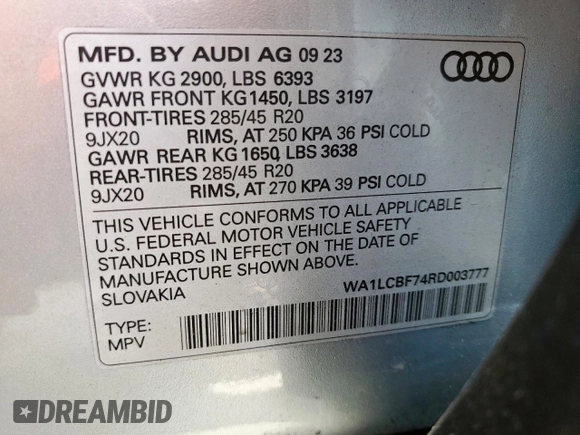 MFD. BY AUDI AG 09 23
GVWR KG 2900, LBS 6393
GAWR FRONT KG1450, LBS 3197
FRONT-TIRES 285/45 R20
9JX20 RIMS, AT 250 KPA 36 PSI COLD
GAWR REAR KG 1650, LBS 3638
REAR-TIRES 285/45 R20
9JX20 RIMS, AT 270 KPA 39 PSI COLD
THIS VEHICLE CONFORMS TO ALL APPLICABLE
U.S. FEDERAL MOTOR VEHICLE SAFETY
STANDARDS IN EFFECT ON THE DATE OF
MANUFACTURE SHOWN ABOVE.
SLOVAKIA
WA1LCBF74RD003777
TYPE:
MPV
DREAMBID